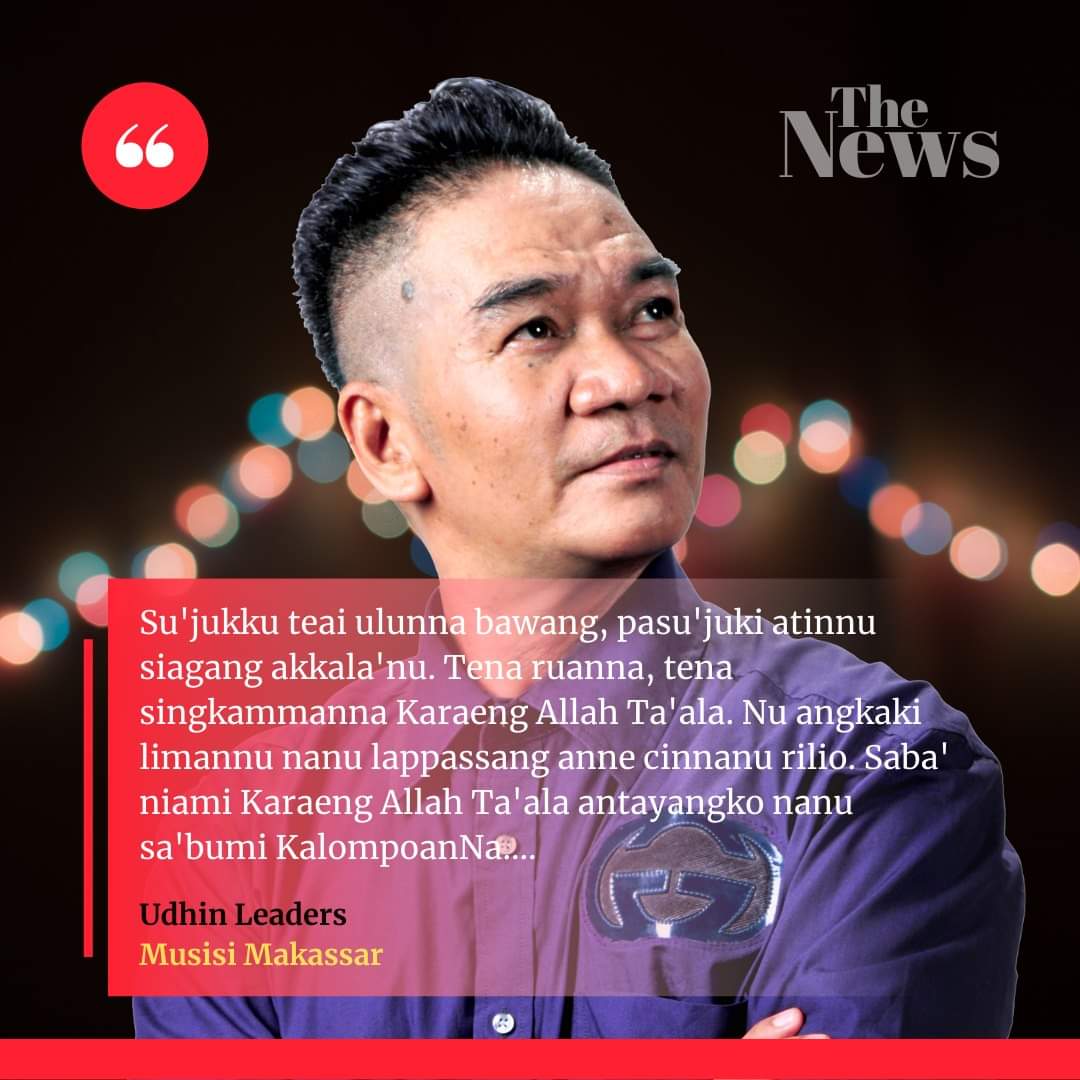 The
News
Su'jukku teai ulunna bawang, pasu'juki atinnu
siagang akkala'nu. Tena ruanna, tena
singkammanna Karaeng Allah Ta'ala. Nu angkaki
limannu nanu lappassang anne cinnanu rilio. Saba'
niami Karaeng Allah Ta'ala antayangko nanu
sa'bumi KalompoanNa....
Udhin Leaders
Musisi Makassar